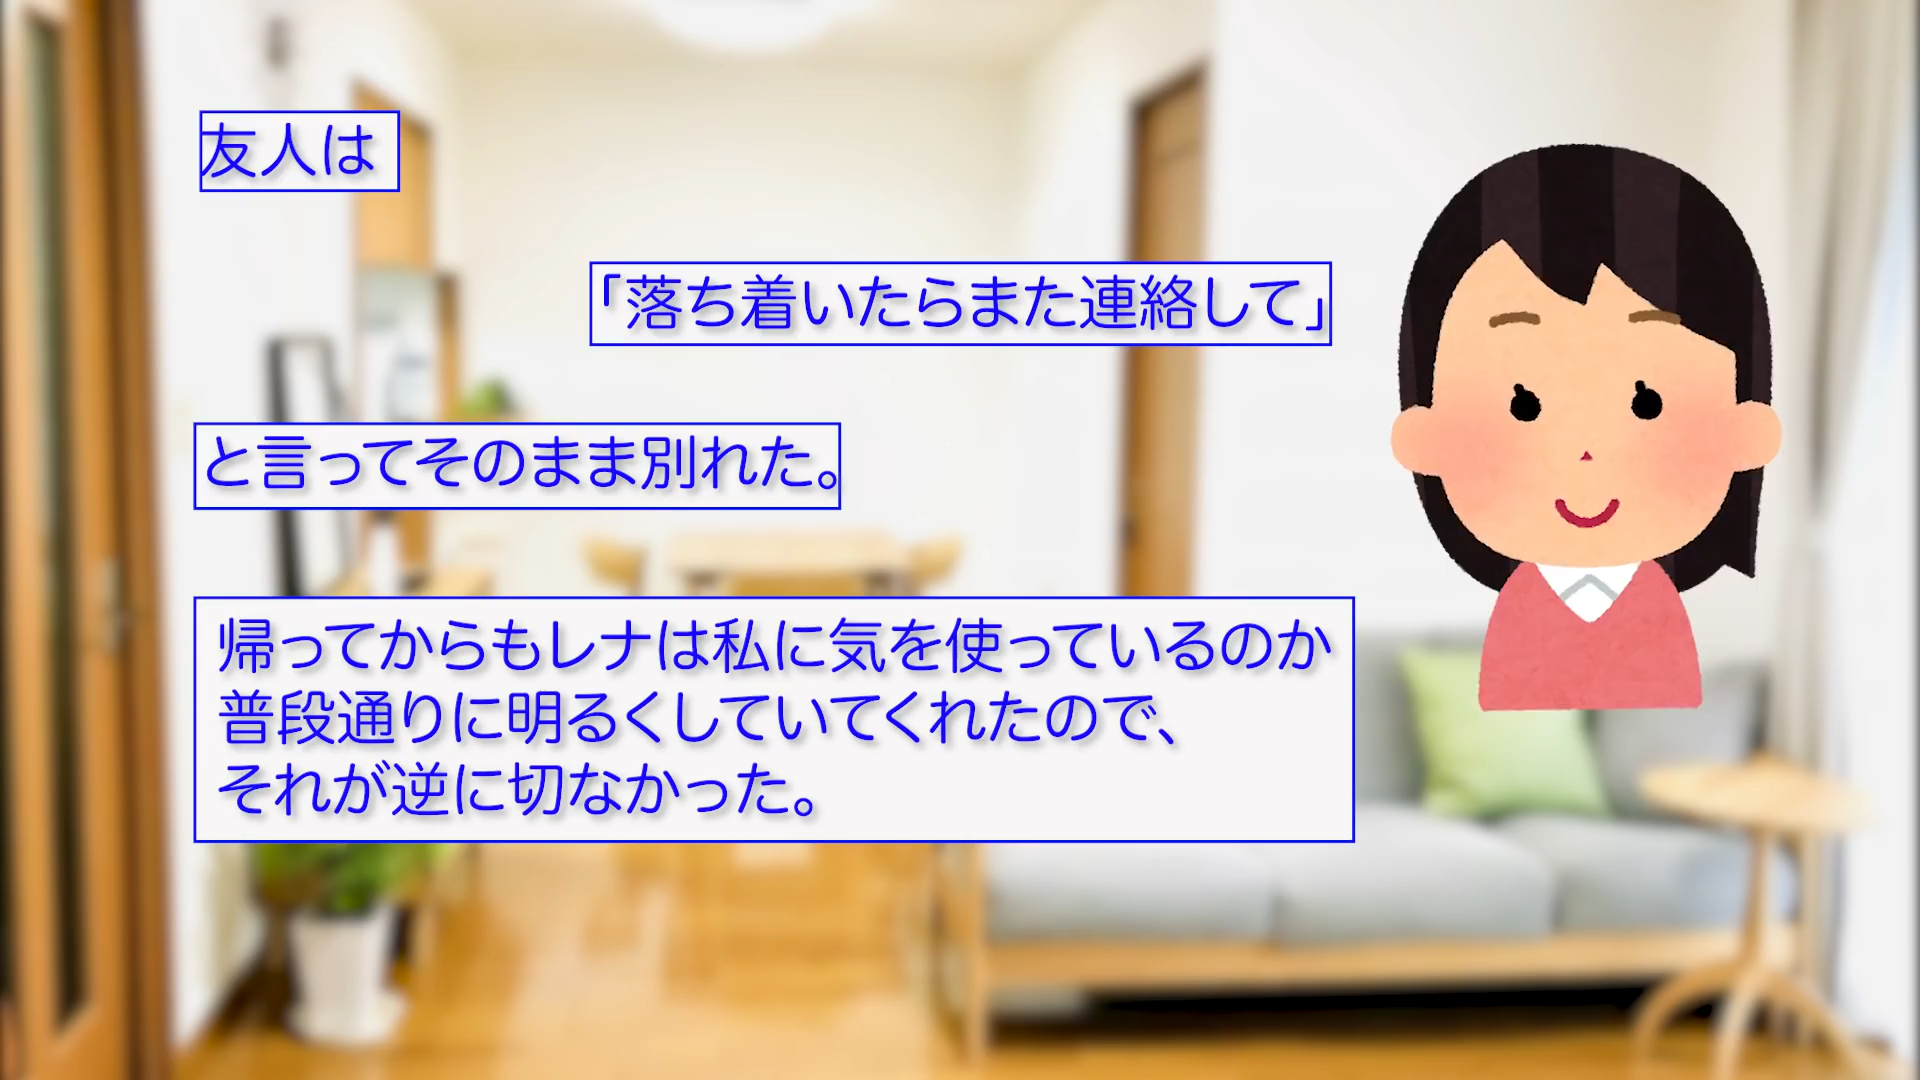 友人は
「落ち着いたらまた連絡して」
と言ってそのまま別れた。
帰ってからもレナは私に気を使っているのか
普段通りに明るくしていてくれたので、
それが逆に切なかった。